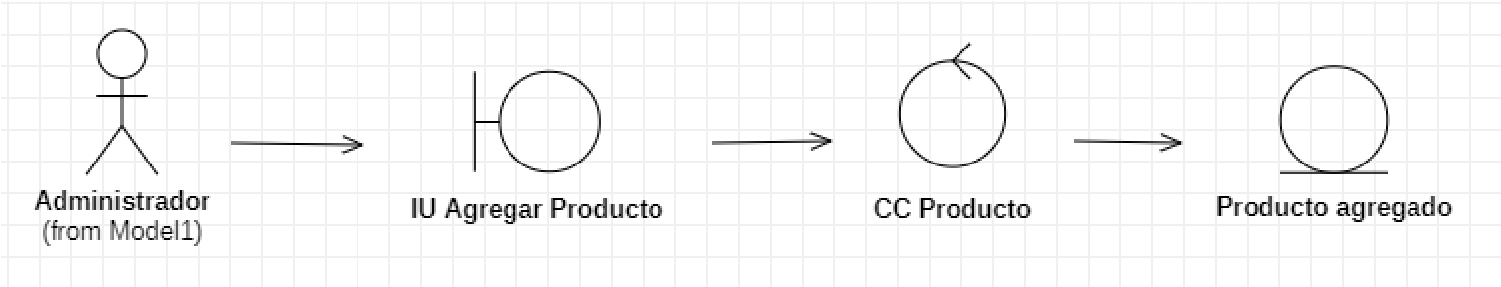 Administrador
(from Model1)
IU Agregar Producto
CC Producto
Producto agregado